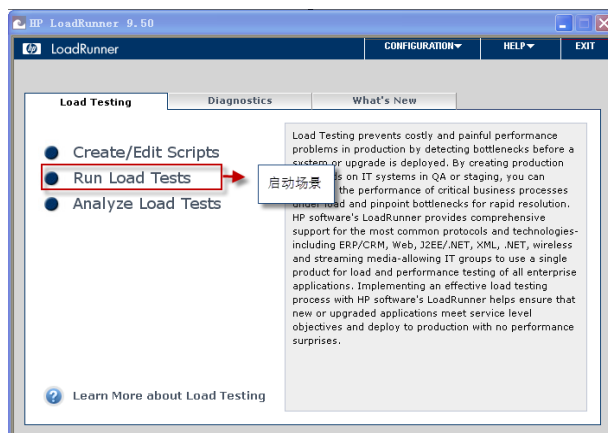 HP LoadRunner 9.50
LoadRunner
CONFIGURATION
HELP
EXIT
Load Testing
Diagnostics
What's New
Create/Edit Scripts
Run Load Tests
Analyze Load Tests
启动场景
Load Testing prevents costly and painful performance
problems in production by detecting bottlenecks before a
system or upgrade is deployed. By creating production
on IT systems in QA or staging, you can
the performance of critical business processes
under load and pinpoint bottlenecks for rapid resolution.
HP software's LoadRunner provides comprehensive
support for the most common protocols and technologies-
including ERP/CRM, Web, J2EE/.NET, XML, .NET, wireless
and streaming media-allowing IT groups to use a single
product for load and performance testing of all enterprise
applications. Implementing an effective load testing
process with HP software's LoadRunner helps ensure that
new or upgraded applications meet service level
objectives and deploy to production with no performance
surprises.
Learn More about Load Testing